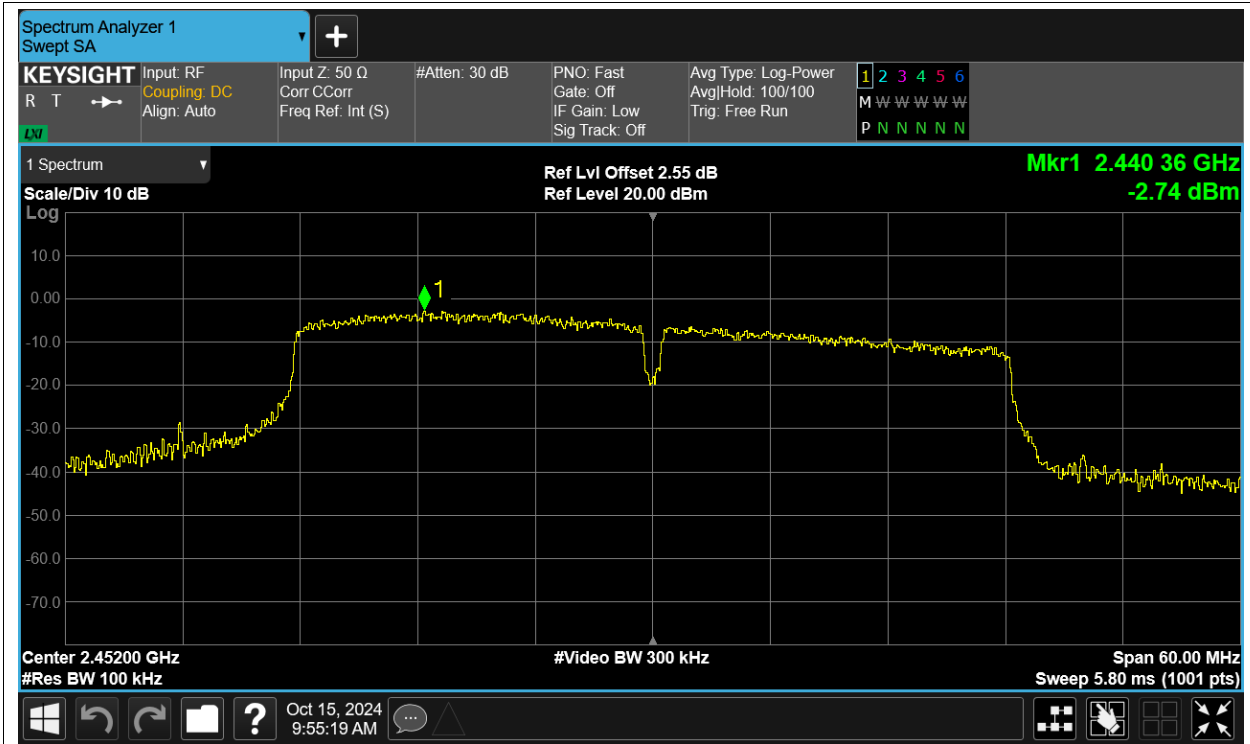 Spectrum Analyzer 1
Swept SA
KEYSIGHT
R T
LXI
Input: RF
Coupling: DC
Align: Auto
Input Z: 50 Ω
Corr CCorr
Freq Ref: Int (S)
#Atten: 30 dB
PNO: Fast
Gate: Off
IF Gain: Low
Sig Track: Off
Avg Type: Log-Power
Avg|Hold: 100/100
Trig: Free Run
1 2 3 4 5 6
M W W W W W
P N N N N N
1 Spectrum
Scale/Div 10 dB
Log
Ref Lvl Offset 2.55 dB
Ref Level 20.00 dBm
Mkr1 2.440 36 GHz
-2.74 dBm
10.0
0.00
-10.0
-20.0
-30.0
-40.0
-50.0
-60.0
-70.0
1
Center 2.45200 GHz
#Res BW 100 kHz
#Video BW 300 kHz
Span 60.00 MHz
Sweep 5.80 ms (1001 pts)
?
Oct 15, 2024
9:55:19 AM